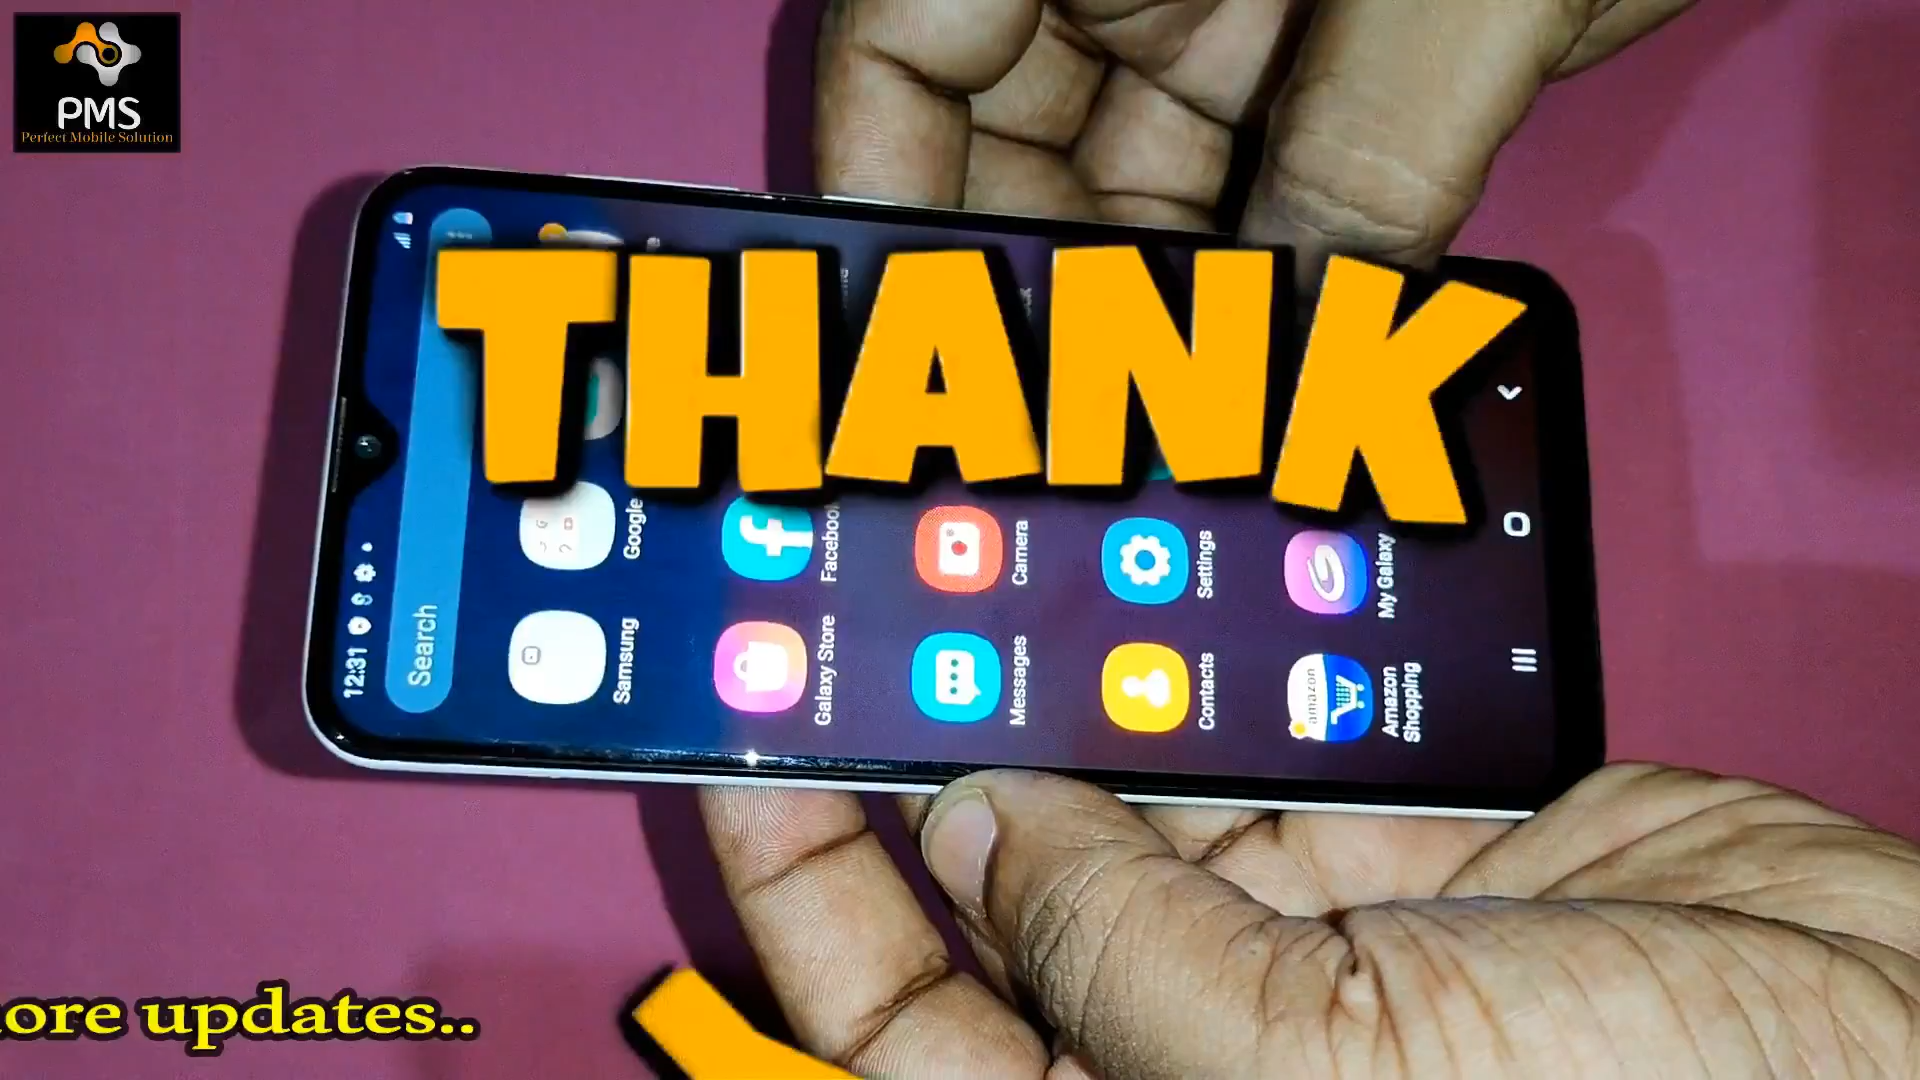 PMS
Perfect Mobile Solution
THANK
12:31
Search
Google
Samsung
Facebook
Galaxy Store
Camera
Messages
Settings
Contacts
My Galaxy
amazon
Amazon
Shopping
ore updates..